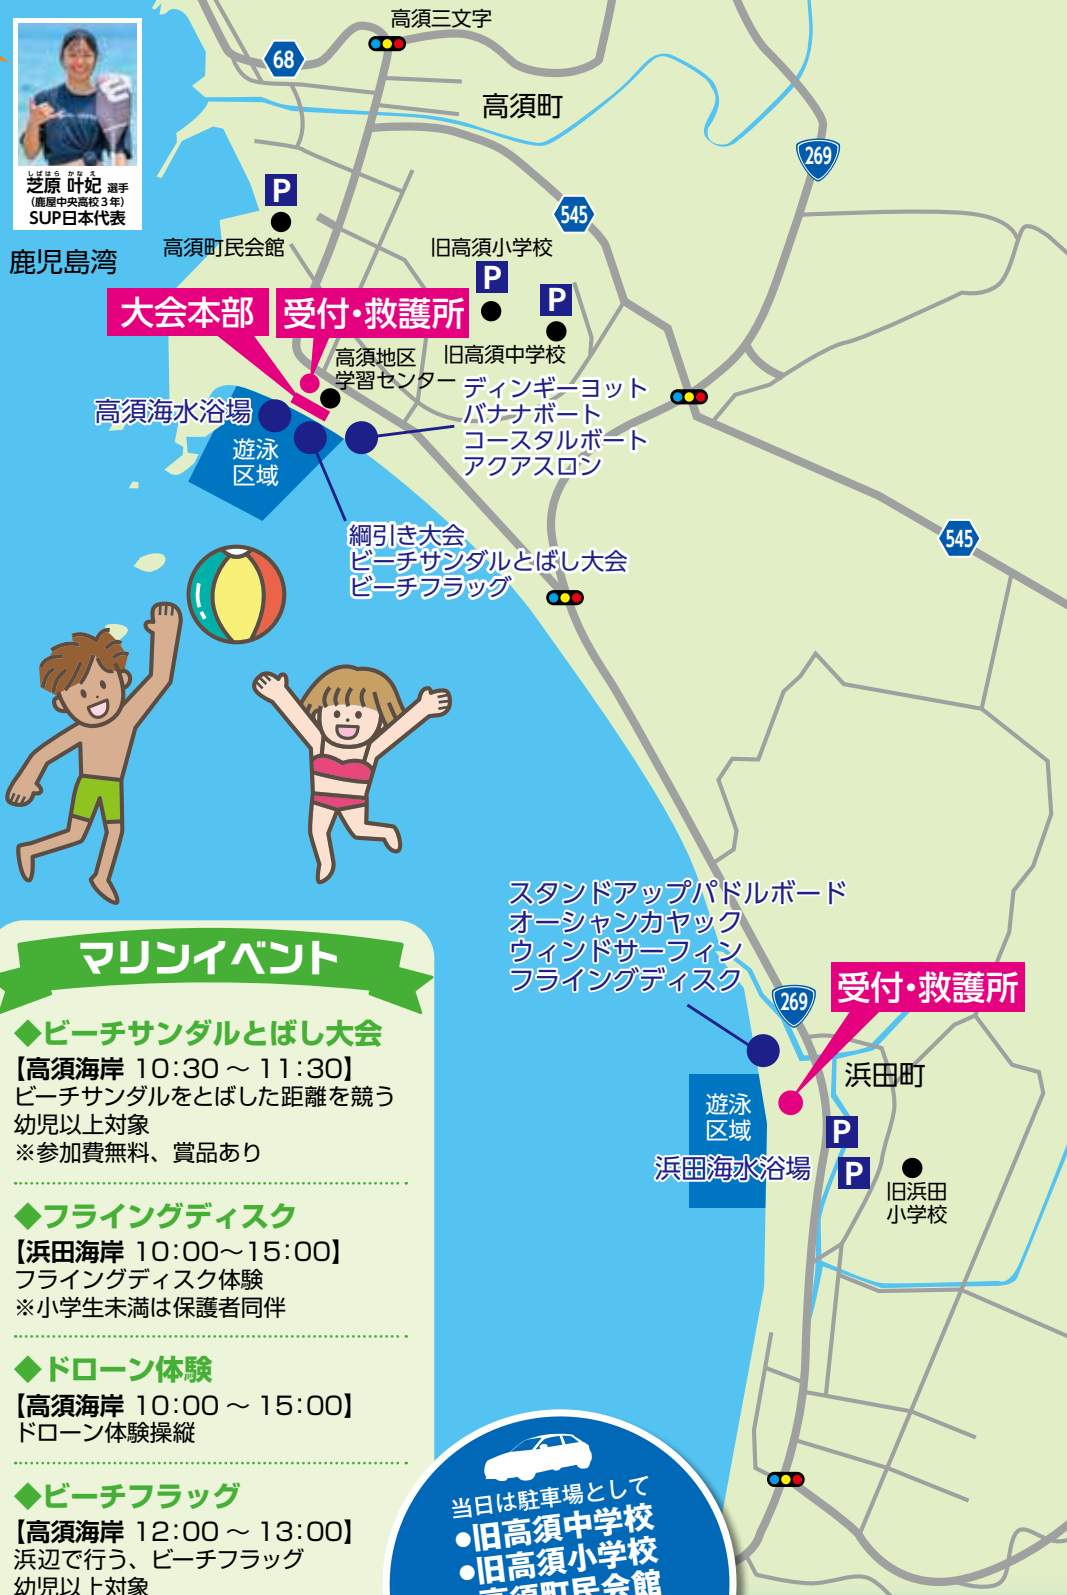 高須三文字
68
高須町
269
しばはら かなえ
芝原 叶妃 選手
(鹿屋中央高校3年)
SUP日本代表
P
545
鹿児島湾
高須町民会館
旧高須小学校
P
P
大会本部
受付・救護所
旧高須中学校
高須地区
学習センター
高須海水浴場
遊泳
区域
ディンギーヨット
バナナボート
コースタルボート
アクアスロン
綱引き大会
ビーチサンダルとばし大会
ビーチフラッグ
545
スタンドアップパドルボード
オーシャンカヤック
ウィンドサーフィン
フライングディスク
269
受付・救護所
浜田町
遊泳
区域
浜田海水浴場
P
P
旧浜田
小学校
マリンイベント
◆ビーチサンダルとばし大会
【高須海岸 10:30 ～ 11:30】
ビーチサンダルをとばした距離を競う
幼児以上対象
※参加費無料、賞品あり
◆フライングディスク
【浜田海岸 10:00～15:00】
フライングディスク体験
※小学生未満は保護者同伴
◆ドローン体験
【高須海岸 10:00 ～ 15:00】
ドローン体験操縦
◆ビーチフラッグ
【高須海岸 12:00 ～ 13:00】
浜辺で行う、ビーチフラッグ
幼児以上対象
当日は駐車場として
●旧高須中学校
●旧高須小学校
高須町民会館